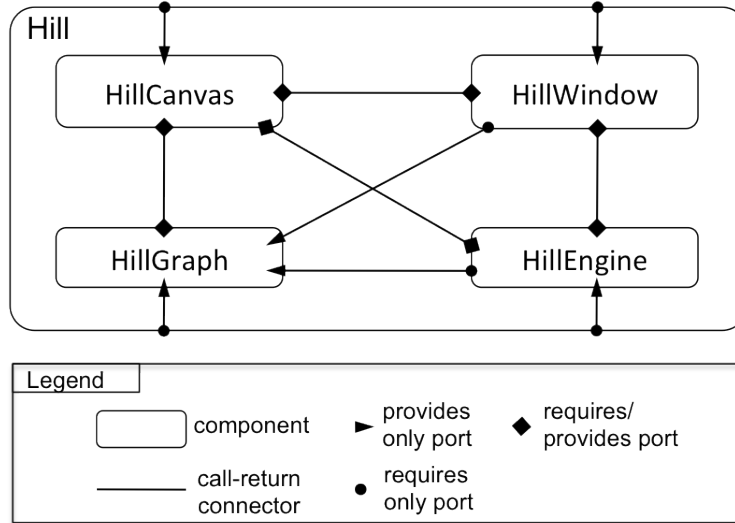 Hill
HillCanvas
HillWindow
HillGraph
HillEngine
Legend
component
provides
only port
requires/
provides port
call-return
connector
requires
only port